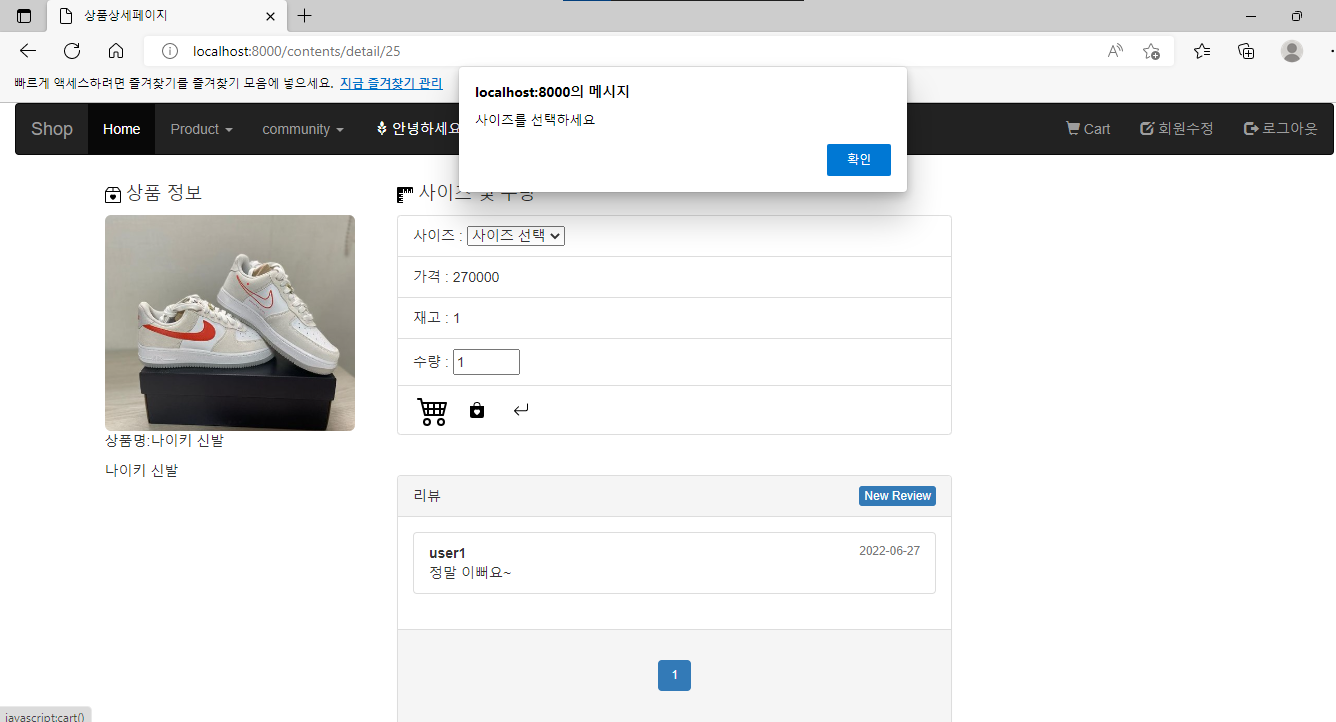 상품상세페이지
localhost:8000/contents/detail/25
빠르게 액세스하려면 즐겨찾기를 즐겨찾기 모음에 넣으세요. 지금 즐겨찾기 관리
localhost:8000의 메시지
사이즈를 선택하세요
확인
Shop Home Product community 안녕하세요 Cart 회원수정 로그아웃
상품 정보
사이즈 및 수량
사이즈 : 사이즈 선택
가격 : 270000
재고 : 1
수량 : 1
상품명:나이키 신발
나이키 신발
리뷰 New Review
user1 2022-06-27
정말 이뻐요~
1
javascript:cart()